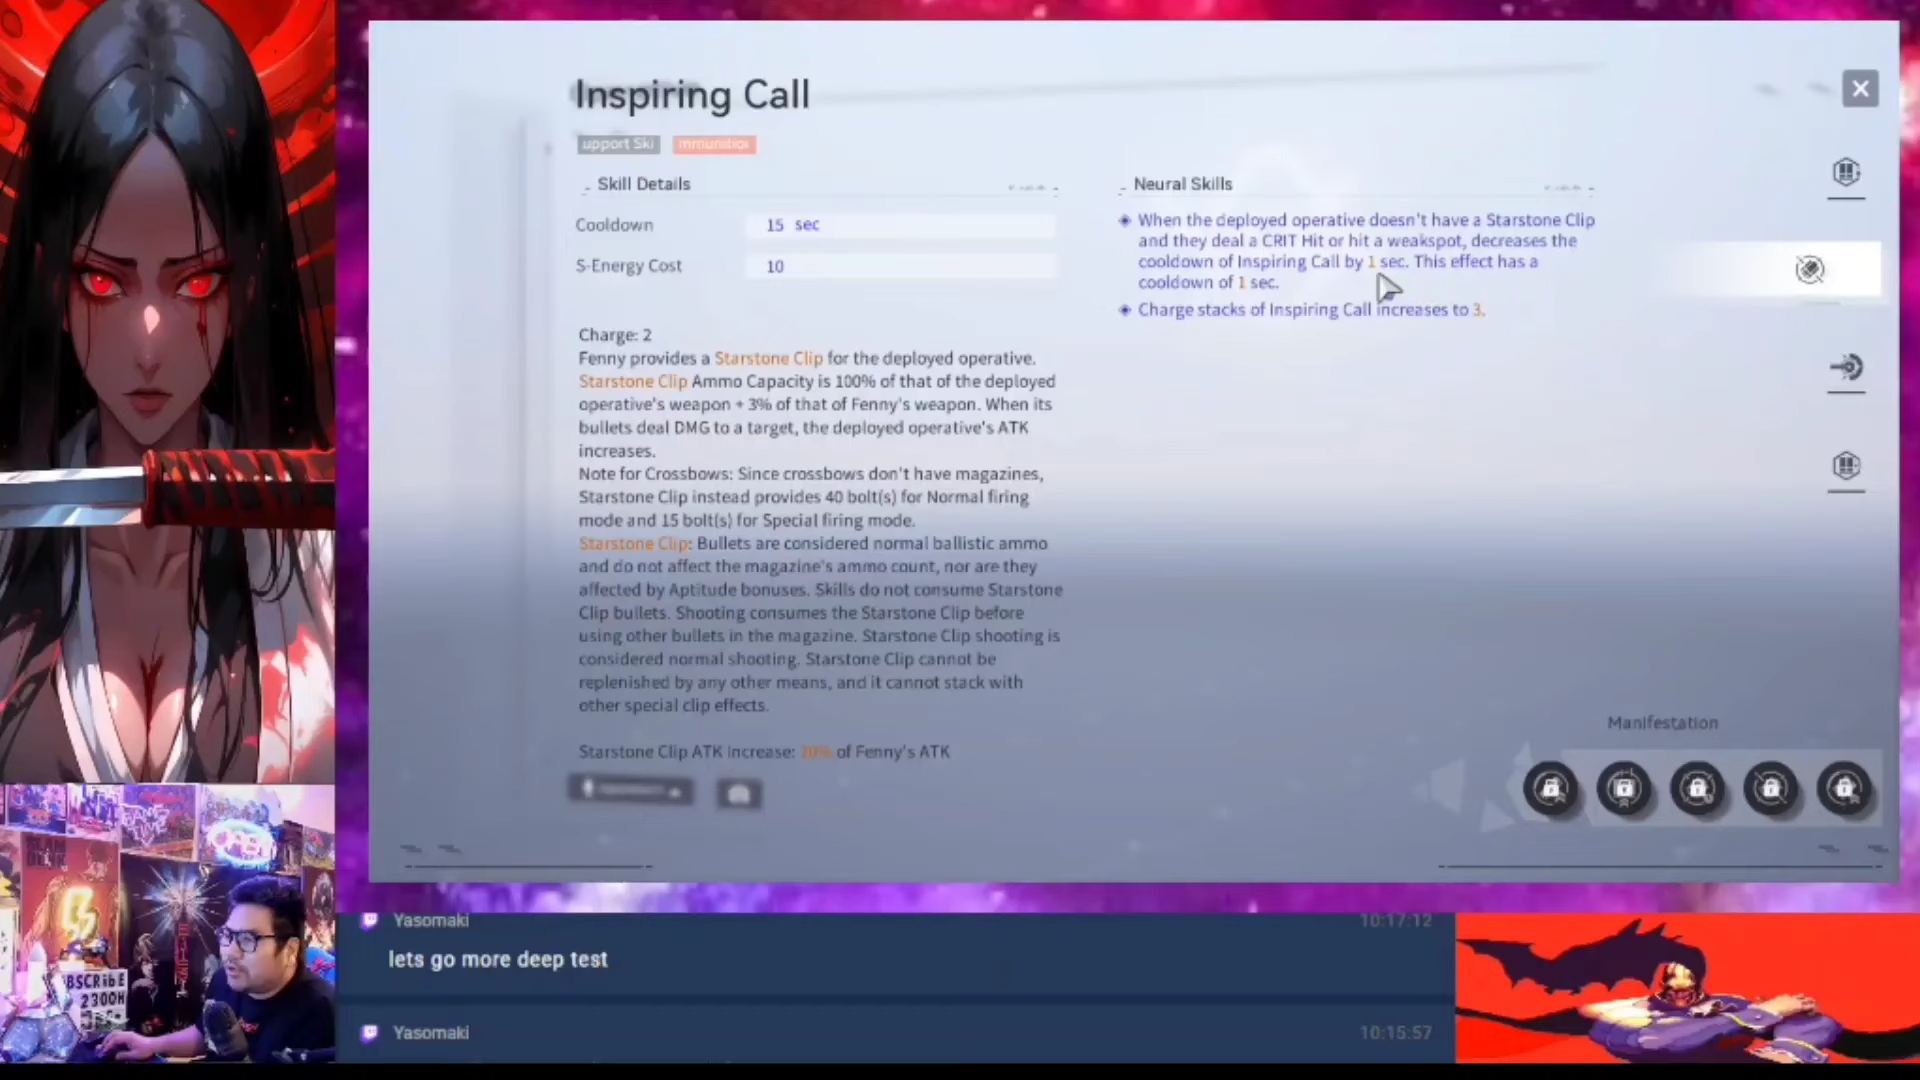 Inspiring Call
upport Ski
mmunition
Skill Details
Cooldown
15 sec
S-Energy Cost
10
Charge: 2
Fenny provides a Starstone Clip for the deployed operative.
Starstone Clip Ammo Capacity is 100% of that of the deployed
operative's weapon + 3% of that of Fenny's weapon. When its
bullets deal DMG to a target, the deployed operative's ATK
increases.
Note for Crossbows: Since crossbows don't have magazines,
Starstone Clip instead provides 40 bolt(s) for Normal firing
mode and 15 bolt(s) for Special firing mode.
Starstone Clip: Bullets are considered normal ballistic ammo
and do not affect the magazine's ammo count, nor are they
affected by Aptitude bonuses. Skills do not consume Starstone
Clip bullets. Shooting consumes the Starstone Clip before
using other bullets in the magazine. Starstone Clip shooting is
considered normal shooting. Starstone Clip cannot be
replenished by any other means, and it cannot stack with
other special clip effects.
Starstone Clip ATK Increase: 20% of Fenny's ATK
Neural Skills
When the deployed operative doesn't have a Starstone Clip
and they deal a CRIT Hit or hit a weakspot, decreases the
cooldown of Inspiring Call by 1 sec. This effect has a
cooldown of 1 sec.
Charge stacks of Inspiring Call increases to 3.
Manifestation
Yasomaki
10:17:12
lets go more deep test
Yasomaki
10:15:57
BSCRibE
2300H